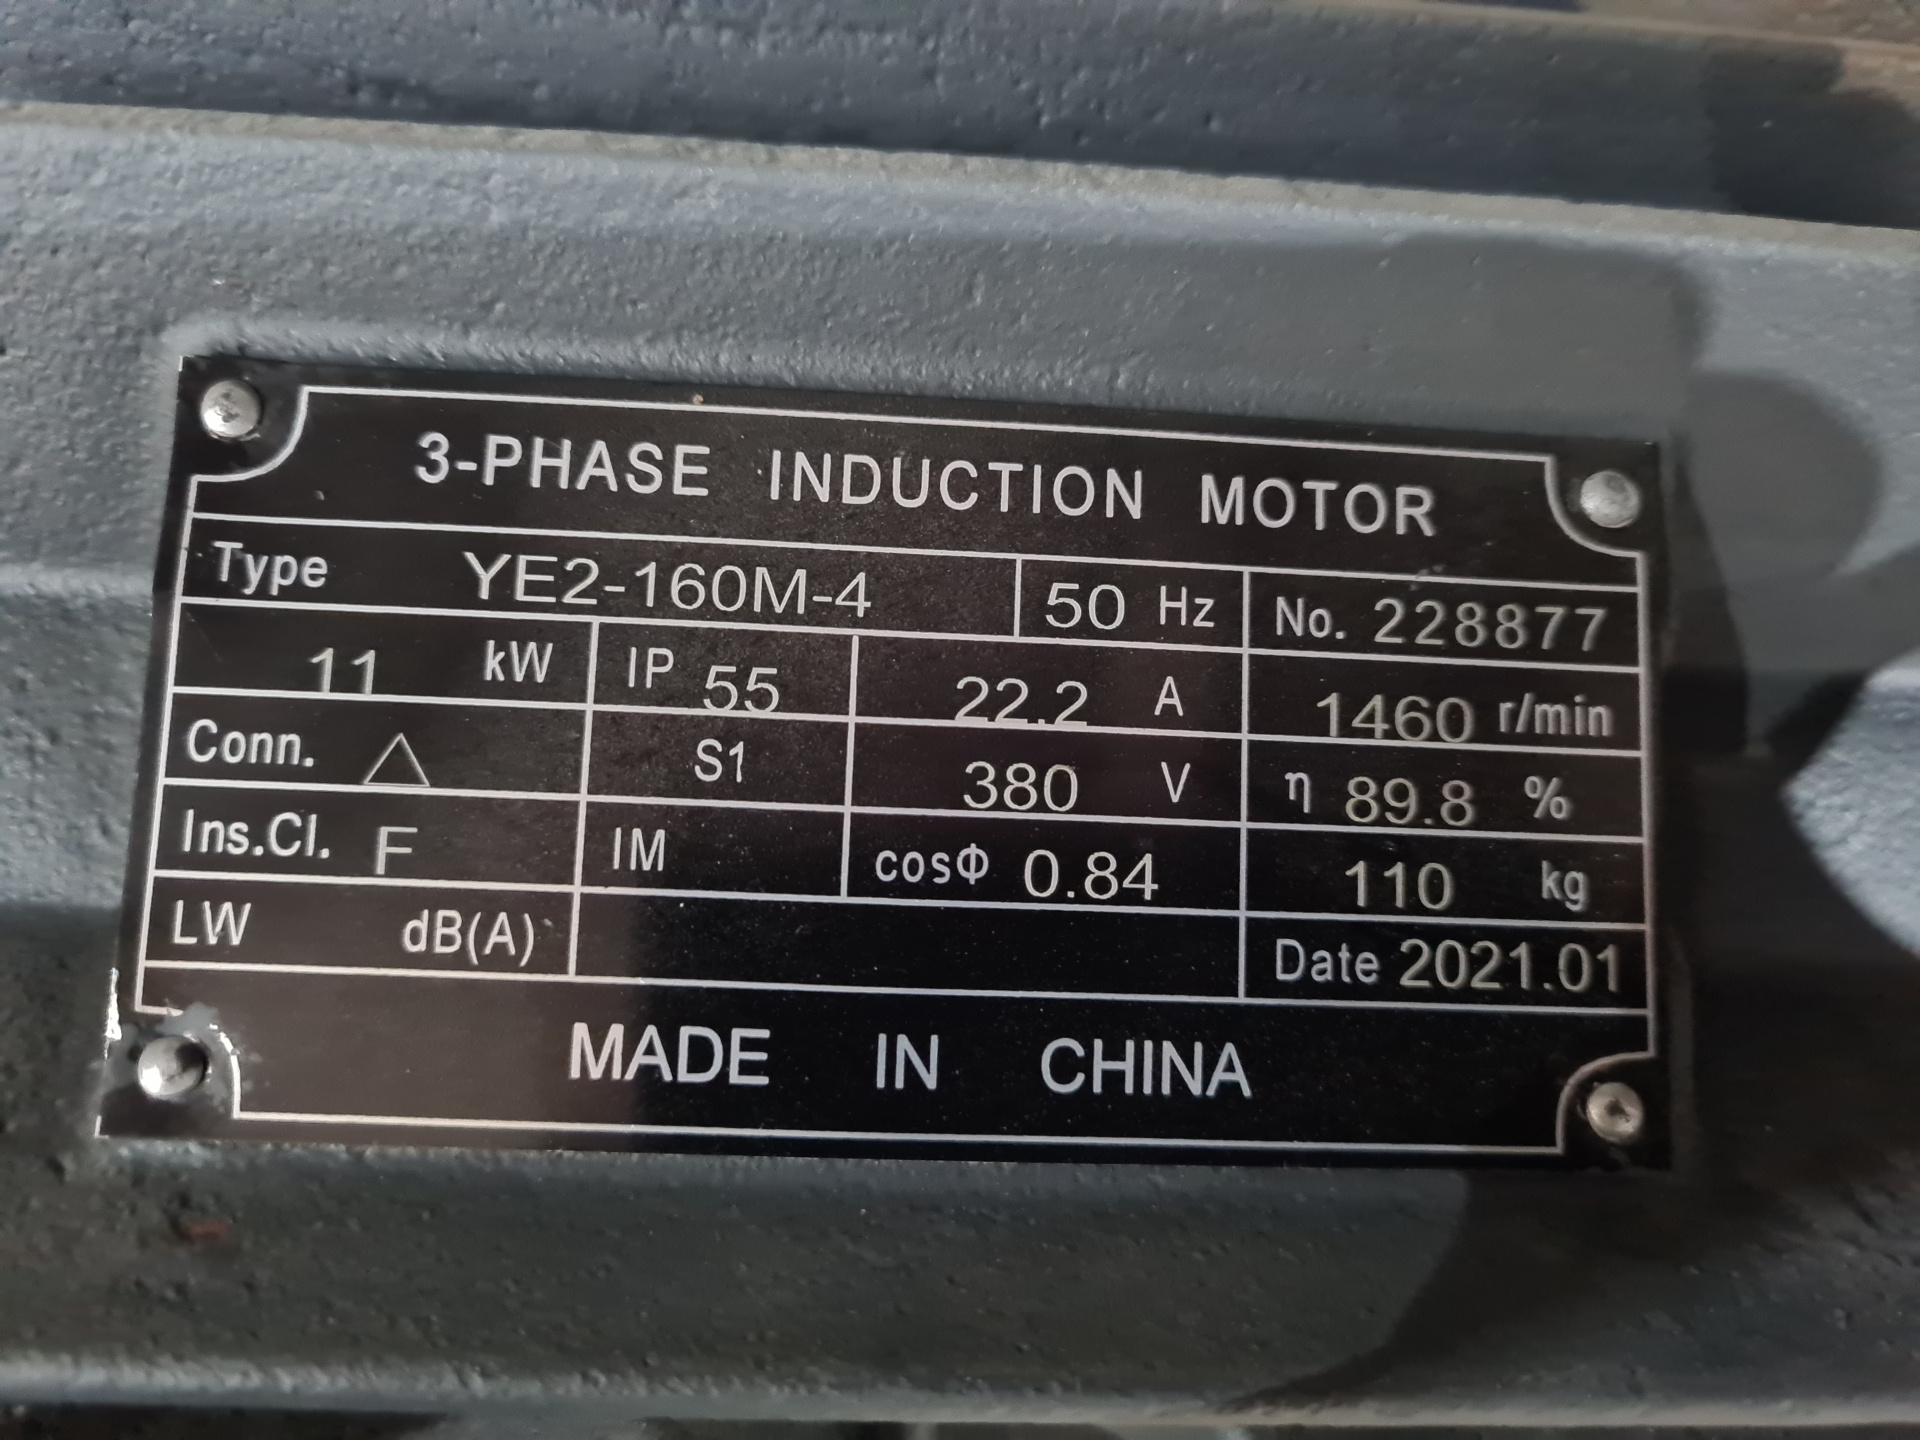 3-PHASE INDUCTION MOTOR
Type YE2-160M-4 50 Hz No. 228877
11 kW IP 55 22.2 A 1460 r/min
Conn. △ S1 380 V η 89.8 %
Ins.Cl. F IM cosΦ 0.84 110 kg
LW dB(A) Date 2021.01
MADE IN CHINA